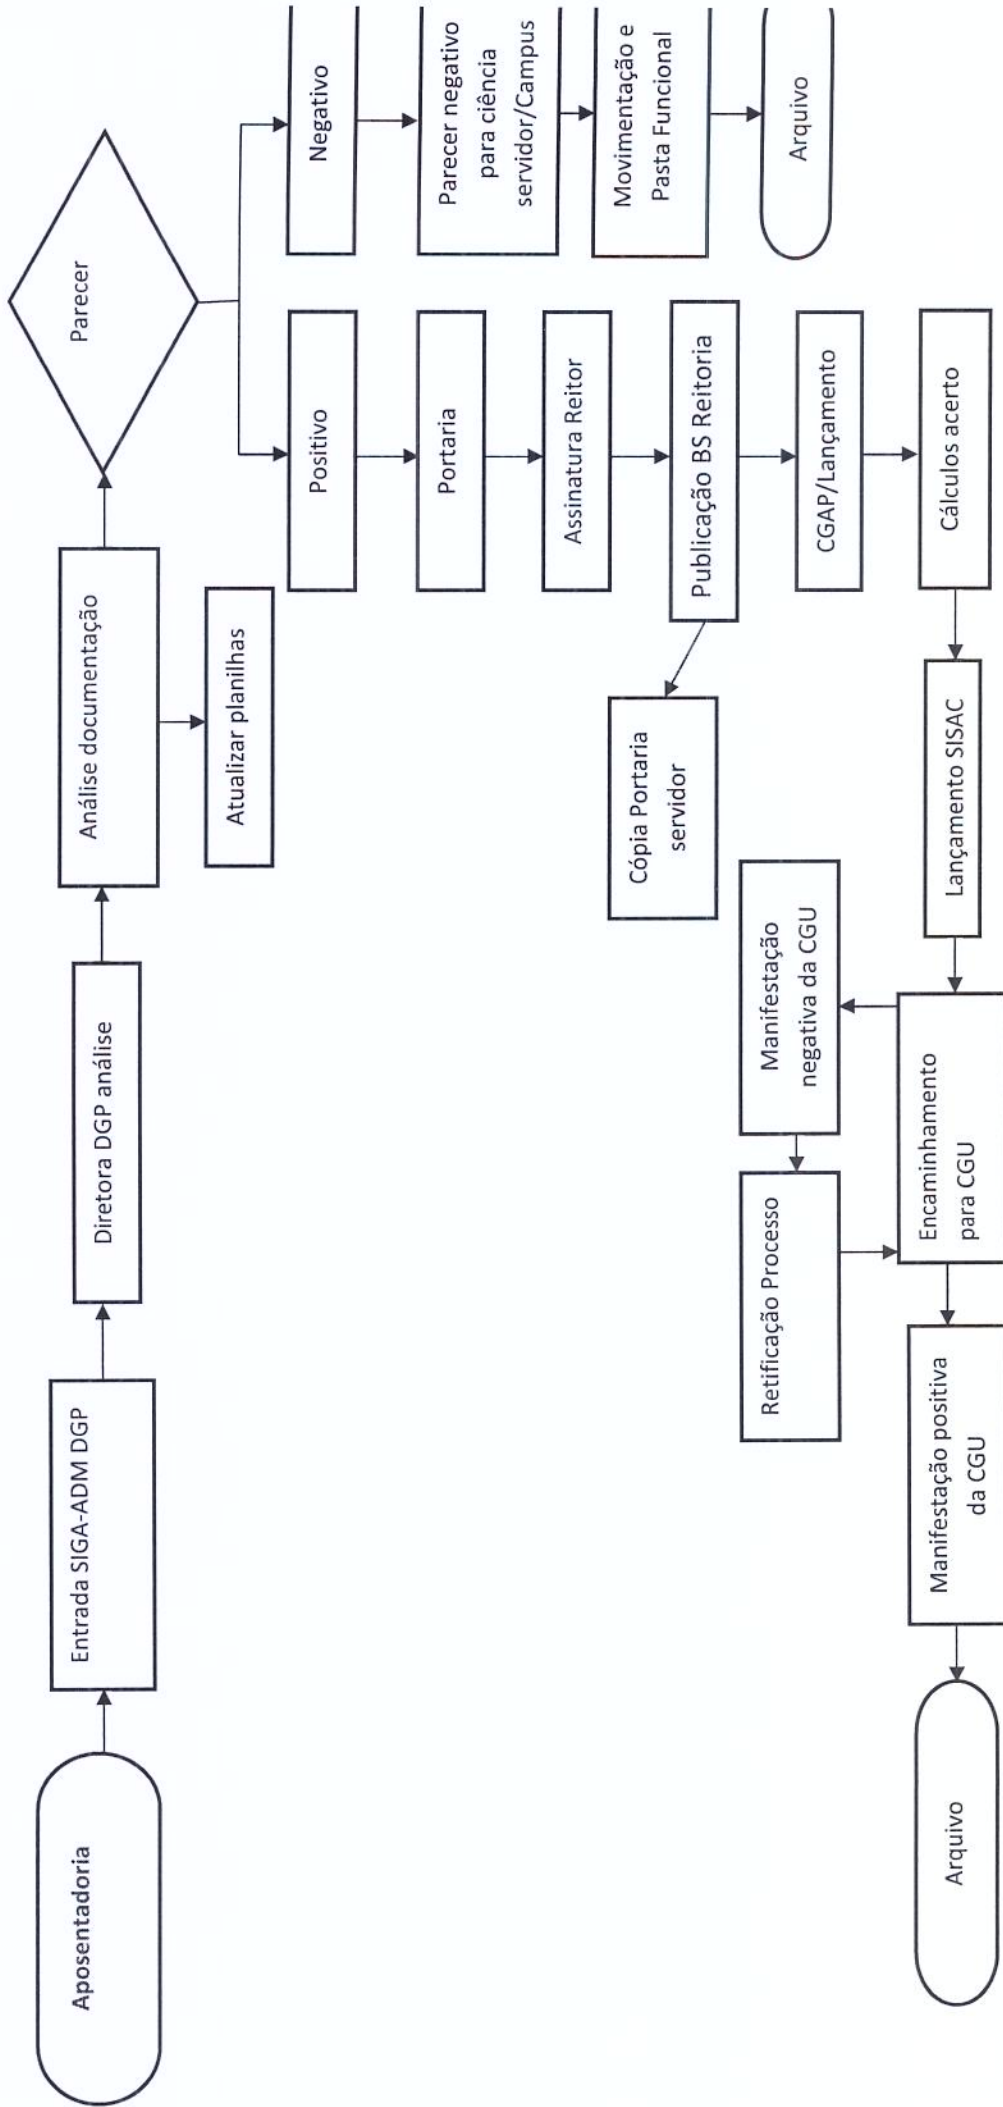 Aposentadoria
Entrada SIGA-ADM DGP
Diretora DGP análise
Análise documentação
Atualizar planilhas
Parecer
Negativo
Parecer negativo
para ciência
servidor/Campus
Movimentação e
Pasta Funcional
Arquivo
Positivo
Portaria
Assinatura Reitor
Publicação BS Reitoria
Cópia Portaria
servidor
CGAP/Lançamento
Cálculos acerto
Lançamento SISAC
Encaminhamento
para CGU
Manifestação
negativa da CGU
Retificação Processo
Manifestação positiva
da CGU
Arquivo